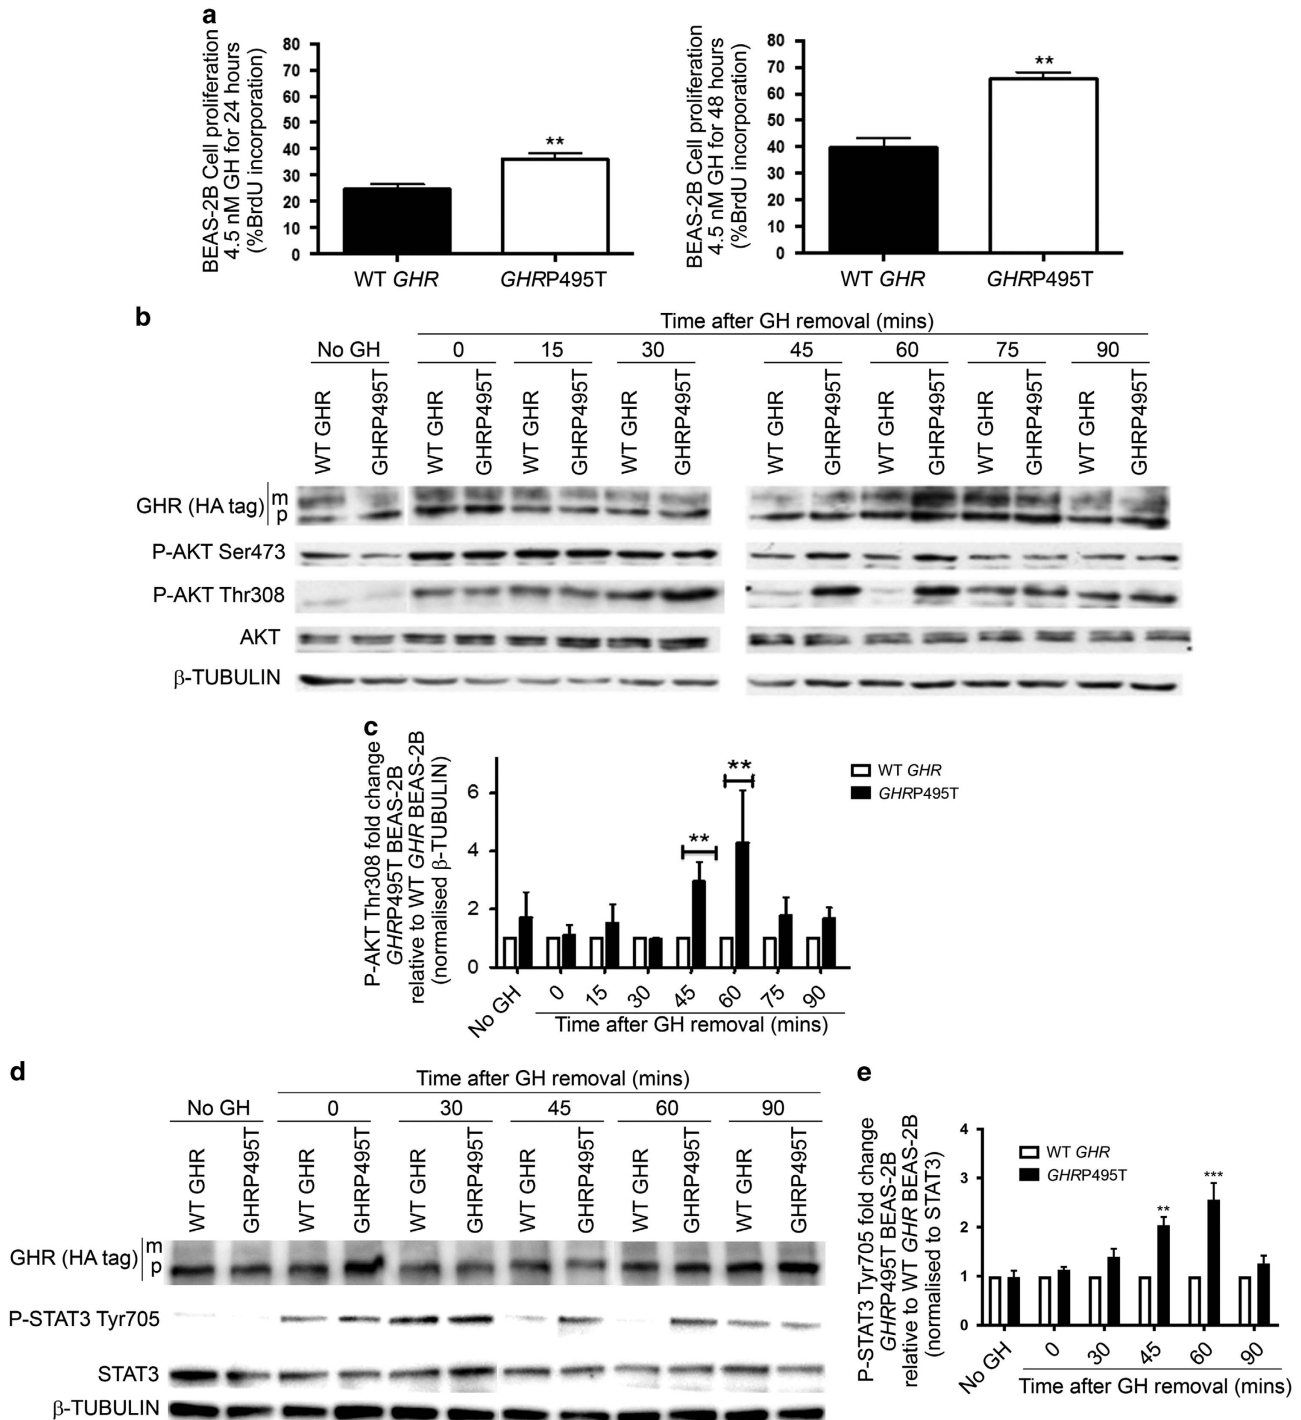 a
BEAS-2B Cell proliferation
4.5 nM GH for 24 hours
(%BrdU incorporation)
80
70
60
50
40
30
20
10
0
**
WT GHR
GHRP495T
BEAS-2B Cell proliferation
4.5 nM GH for 48 hours
(%BrdU incorporation)
80
70
60
50
40
30
20
10
0
**
WT GHR
GHRP495T
b
Time after GH removal (mins)
No GH 0 15 30 45 60 75 90
WT GHR GHRP495T WT GHR GHRP495T WT GHR GHRP495T WT GHR GHRP495T WT GHR GHRP495T WT GHR GHRP495T WT GHR GHRP495T WT GHR GHRP495T
GHR (HA tag) m
p
P-AKT Ser473
P-AKT Thr308
AKT
β-TUBULIN
c
P-AKT Thr308 fold change
GHRP495T BEAS-2B
relative to WT GHR BEAS-2B
(normalised β-TUBULIN)
6
4
2
0
**
**
WT GHR
GHRP495T
No GH 0 15 30 45 60 75 90
Time after GH removal (mins)
d
Time after GH removal (mins)
No GH 0 30 45 60 90
WT GHR GHRP495T WT GHR GHRP495T WT GHR GHRP495T WT GHR GHRP495T WT GHR GHRP495T WT GHR GHRP495T
GHR (HA tag) m
p
P-STAT3 Tyr705
STAT3
β-TUBULIN
e
P-STAT3 Tyr705 fold change
GHRP495T BEAS-2B
relative to WT GHR BEAS-2B
(normalised to STAT3)
4
3
2
1
0
WT GHR
GHRP495T
**
***
No GH 0 30 45 60 90
Time after GH removal (mins)